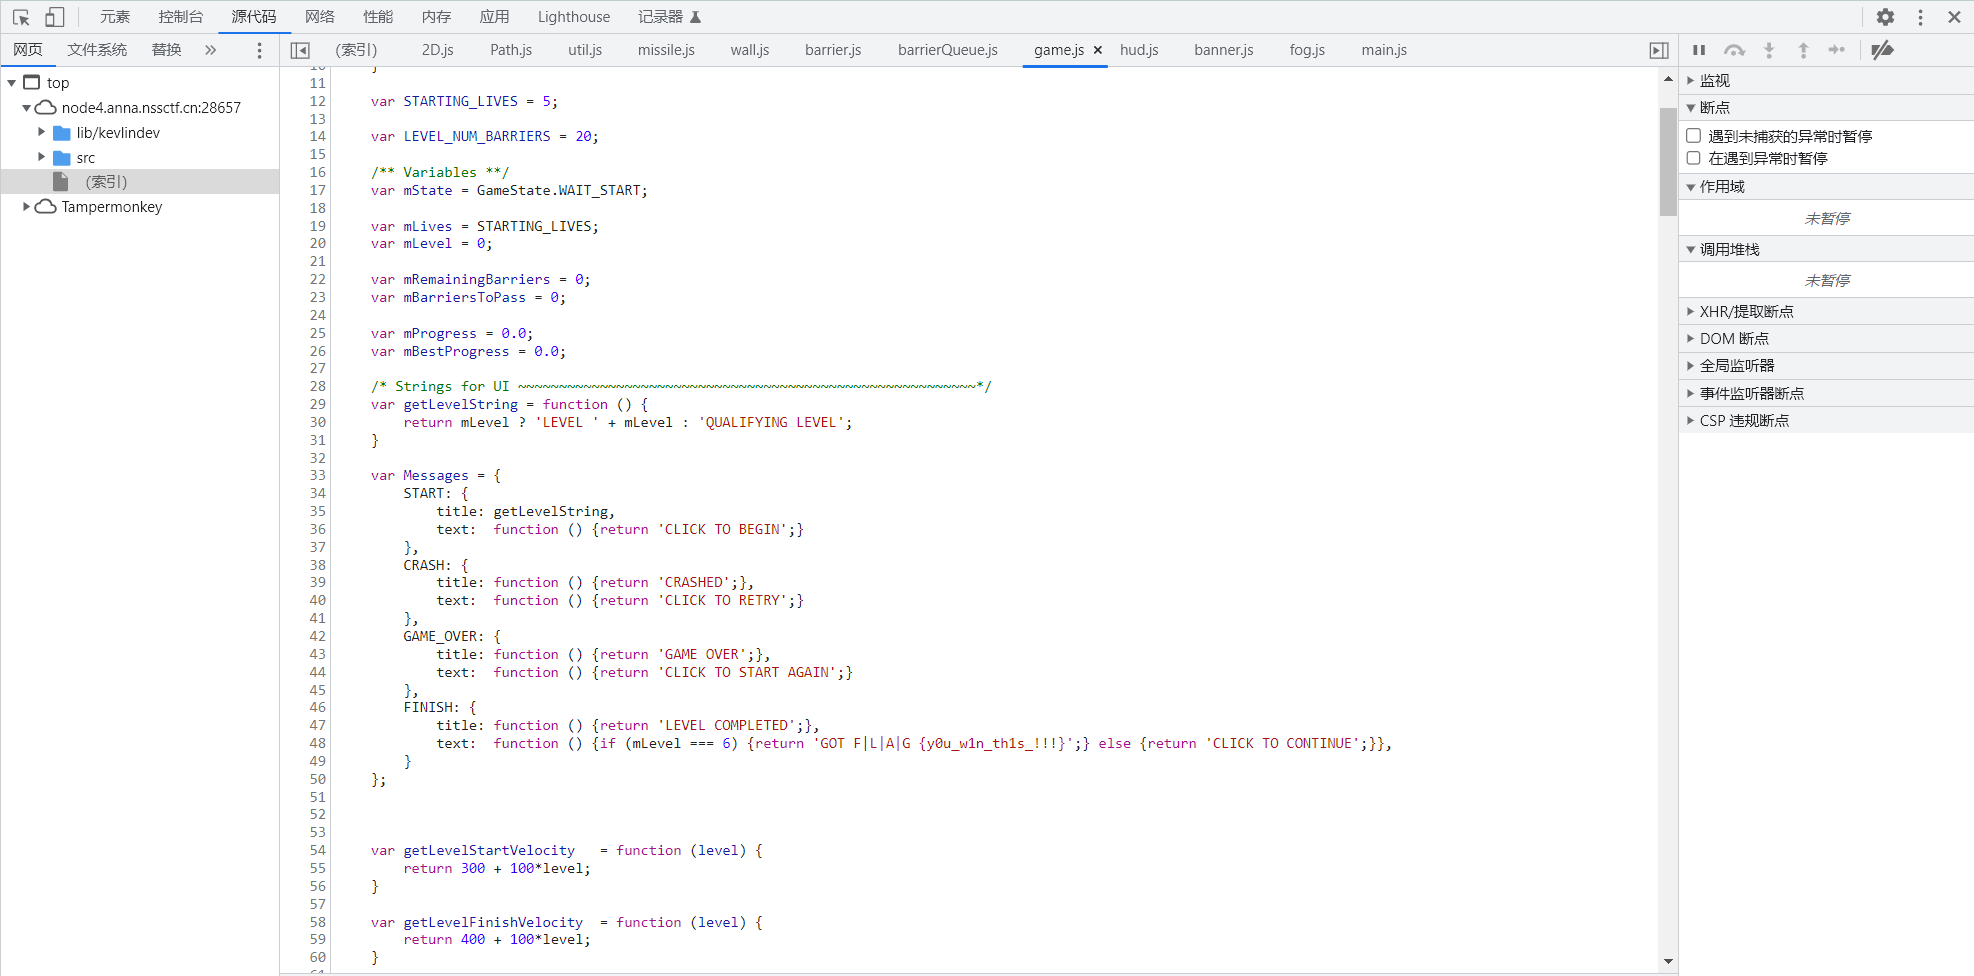 元素 控制台 源代码 网络 性能 内存 应用 Lighthouse 记录器
网页 文件系统 替换 »
(索引) 2D.js Path.js util.js missile.js wall.js barrier.js barrierQueue.js game.js × hud.js banner.js fog.js main.js
top
node4.anna.nssctf.cn:28657
lib/kevlindev
src
(索引)
Tampermonkey
10 }
11
12 var STARTING_LIVES = 5;
13
14 var LEVEL_NUM_BARRIERS = 20;
15
16 /** Variables **/
17 var mState = GameState.WAIT_START;
18
19 var mLives = STARTING_LIVES;
20 var mLevel = 0;
21
22 var mRemainingBarriers = 0;
23 var mBarriersToPass = 0;
24
25 var mProgress = 0.0;
26 var mBestProgress = 0.0;
27
28 /* Strings for UI ~~~~~~~~~~~~~~~~~~~~~~~~~~~~~~~~~~~~~~~~~~~~~~~~~~~~~~~~*/
29 var getLevelString = function () {
30 return mLevel ? 'LEVEL ' + mLevel : 'QUALIFYING LEVEL';
31 }
32
33 var Messages = {
34 START: {
35 title: getLevelString,
36 text:  function () {return 'CLICK TO BEGIN';}
37 },
38 CRASH: {
39 title: function () {return 'CRASHED';},
40 text:  function () {return 'CLICK TO RETRY';}
41 },
42 GAME_OVER: {
43 title: function () {return 'GAME OVER';},
44 text:  function () {return 'CLICK TO START AGAIN';}
45 },
46 FINISH: {
47 title: function () {return 'LEVEL COMPLETED';},
48 text:  function () {if (mLevel === 6) {return 'GOT F|L|A|G {y0u_w1n_th1s_!!!}';} else {return 'CLICK TO CONTINUE';}},
49 }
50 };
51
52
53
54 var getLevelStartVelocity   = function (level) {
55 return 300 + 100*level;
56 }
57
58 var getLevelFinishVelocity  = function (level) {
59 return 400 + 100*level;
60 }
61
监视
断点
遇到未捕获的异常时暂停
在遇到异常时暂停
作用域
未暂停
调用堆栈
未暂停
XHR/提取断点
DOM 断点
全局监听器
事件监听器断点
CSP 违规断点